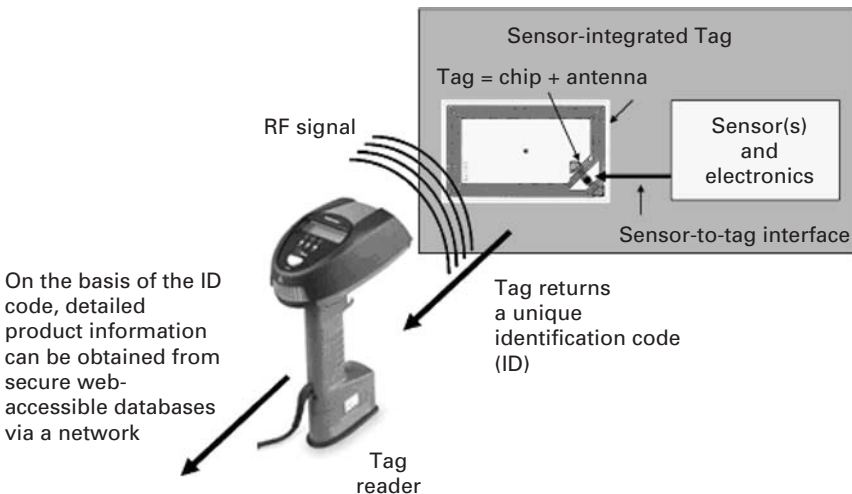 Sensor-integrated Tag
Tag = chip + antenna
RF signal
Sensor(s)
and
electronics
Sensor-to-tag interface
On the basis of the ID
code, detailed
product information
can be obtained from
secure web-
accessible databases
via a network
Tag returns
a unique
identification code
(ID)
Tag
reader